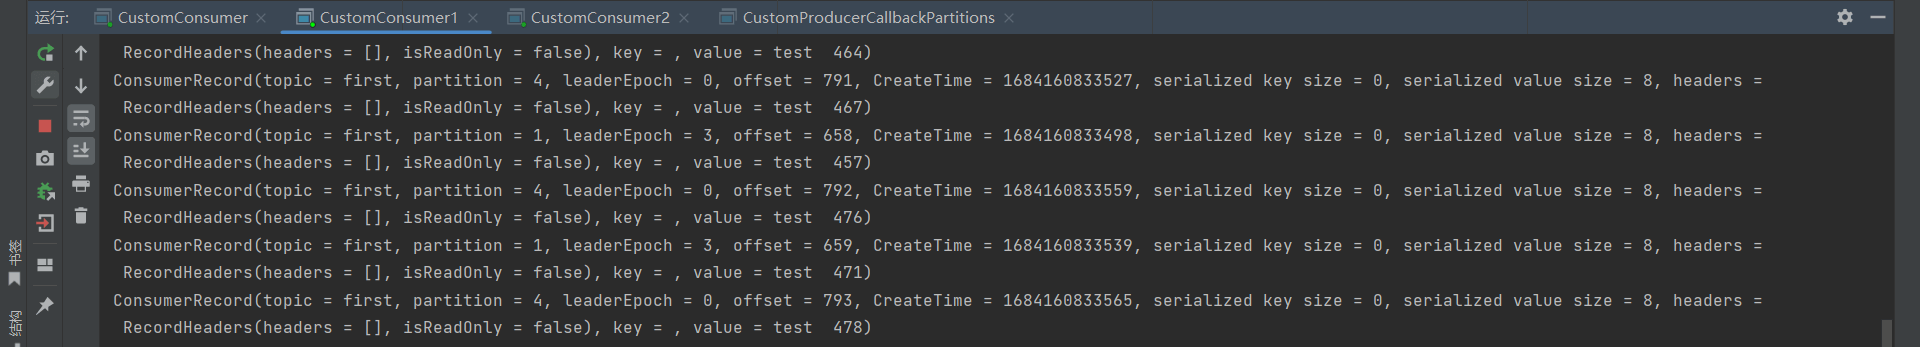 运行: CustomConsumer CustomConsumer1 CustomConsumer2 CustomProducerCallbackPartitions
RecordHeaders(headers = [], isReadOnly = false), key = , value = test  464)
ConsumerRecord(topic = first, partition = 4, leaderEpoch = 0, offset = 791, CreateTime = 1684160833527, serialized key size = 0, serialized value size = 8, headers =
RecordHeaders(headers = [], isReadOnly = false), key = , value = test  467)
ConsumerRecord(topic = first, partition = 1, leaderEpoch = 3, offset = 658, CreateTime = 1684160833498, serialized key size = 0, serialized value size = 8, headers =
RecordHeaders(headers = [], isReadOnly = false), key = , value = test  457)
ConsumerRecord(topic = first, partition = 4, leaderEpoch = 0, offset = 792, CreateTime = 1684160833559, serialized key size = 0, serialized value size = 8, headers =
RecordHeaders(headers = [], isReadOnly = false), key = , value = test  476)
ConsumerRecord(topic = first, partition = 1, leaderEpoch = 3, offset = 659, CreateTime = 1684160833539, serialized key size = 0, serialized value size = 8, headers =
RecordHeaders(headers = [], isReadOnly = false), key = , value = test  471)
ConsumerRecord(topic = first, partition = 4, leaderEpoch = 0, offset = 793, CreateTime = 1684160833565, serialized key size = 0, serialized value size = 8, headers =
RecordHeaders(headers = [], isReadOnly = false), key = , value = test  478)
书签
结构